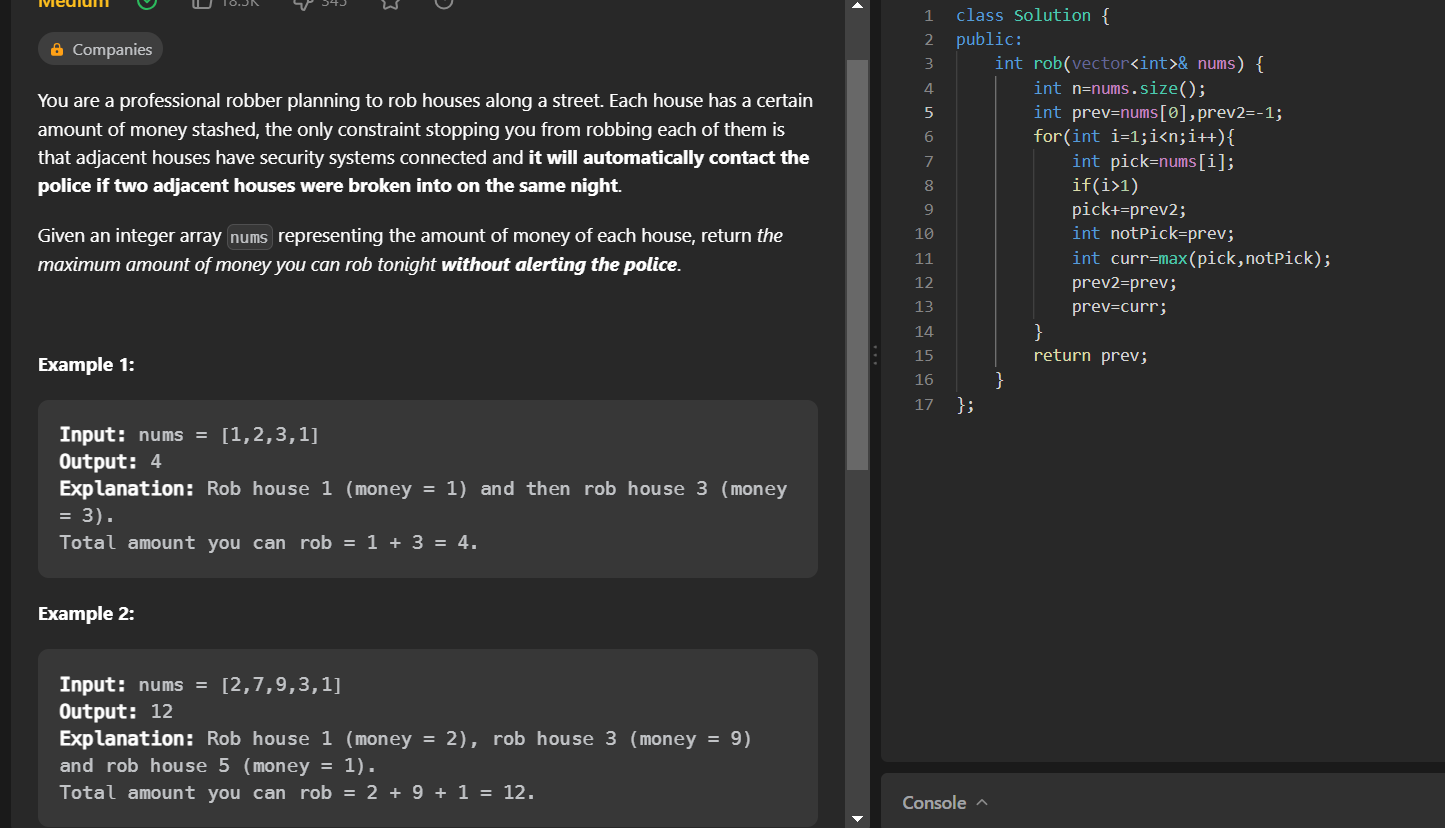 Medium 18.5K 345
Companies
You are a professional robber planning to rob houses along a street. Each house has a certain
amount of money stashed, the only constraint stopping you from robbing each of them is
that adjacent houses have security systems connected and it will automatically contact the
police if two adjacent houses were broken into on the same night.
Given an integer array nums representing the amount of money of each house, return the
maximum amount of money you can rob tonight without alerting the police.
Example 1:
Input: nums = [1,2,3,1]
Output: 4
Explanation: Rob house 1 (money = 1) and then rob house 3 (money
= 3).
Total amount you can rob = 1 + 3 = 4.
Example 2:
Input: nums = [2,7,9,3,1]
Output: 12
Explanation: Rob house 1 (money = 2), rob house 3 (money = 9)
and rob house 5 (money = 1).
Total amount you can rob = 2 + 9 + 1 = 12.
1 class Solution {
2 public:
3 int rob(vector<int>& nums) {
4 int n=nums.size();
5 int prev=nums[0],prev2=-1;
6 for(int i=1;i<n;i++){
7 int pick=nums[i];
8 if(i>1)
9 pick+=prev2;
10 int notPick=prev;
11 int curr=max(pick,notPick);
12 prev2=prev;
13 prev=curr;
14 }
15 return prev;
16 }
17 };
Console